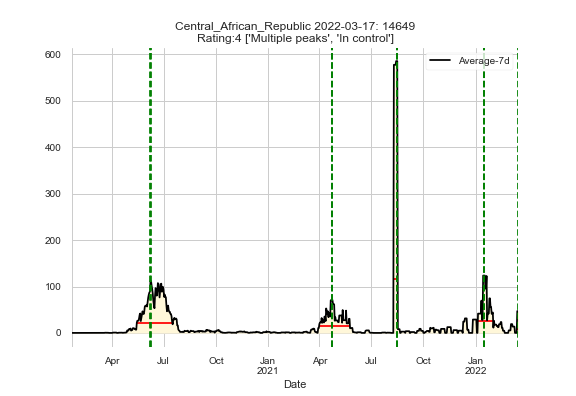 Central_African_Republic 2022-03-17: 14649
Rating:4 ['Multiple peaks', 'In control']
Average-7d
600
500
400
300
200
100
0
Apr
Jul
Oct
Jan
2021
Apr
Jul
Oct
Jan
2022
Date